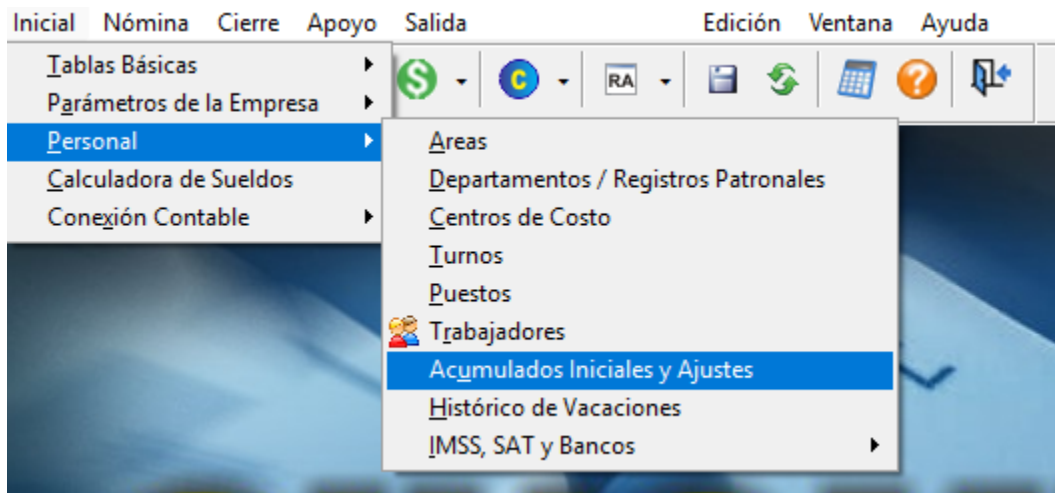 Inicial Nómina Cierre Apoyo Salida Edición Ventana Ayuda
Tablas Básicas
Parámetros de la Empresa
Personal
Calculadora de Sueldos
Conexión Contable
$ C RA ?
Areas
Departamentos / Registros Patronales
Centros de Costo
Turnos
Puestos
Trabajadores
Acumulados Iniciales y Ajustes
Histórico de Vacaciones
IMSS, SAT y Bancos